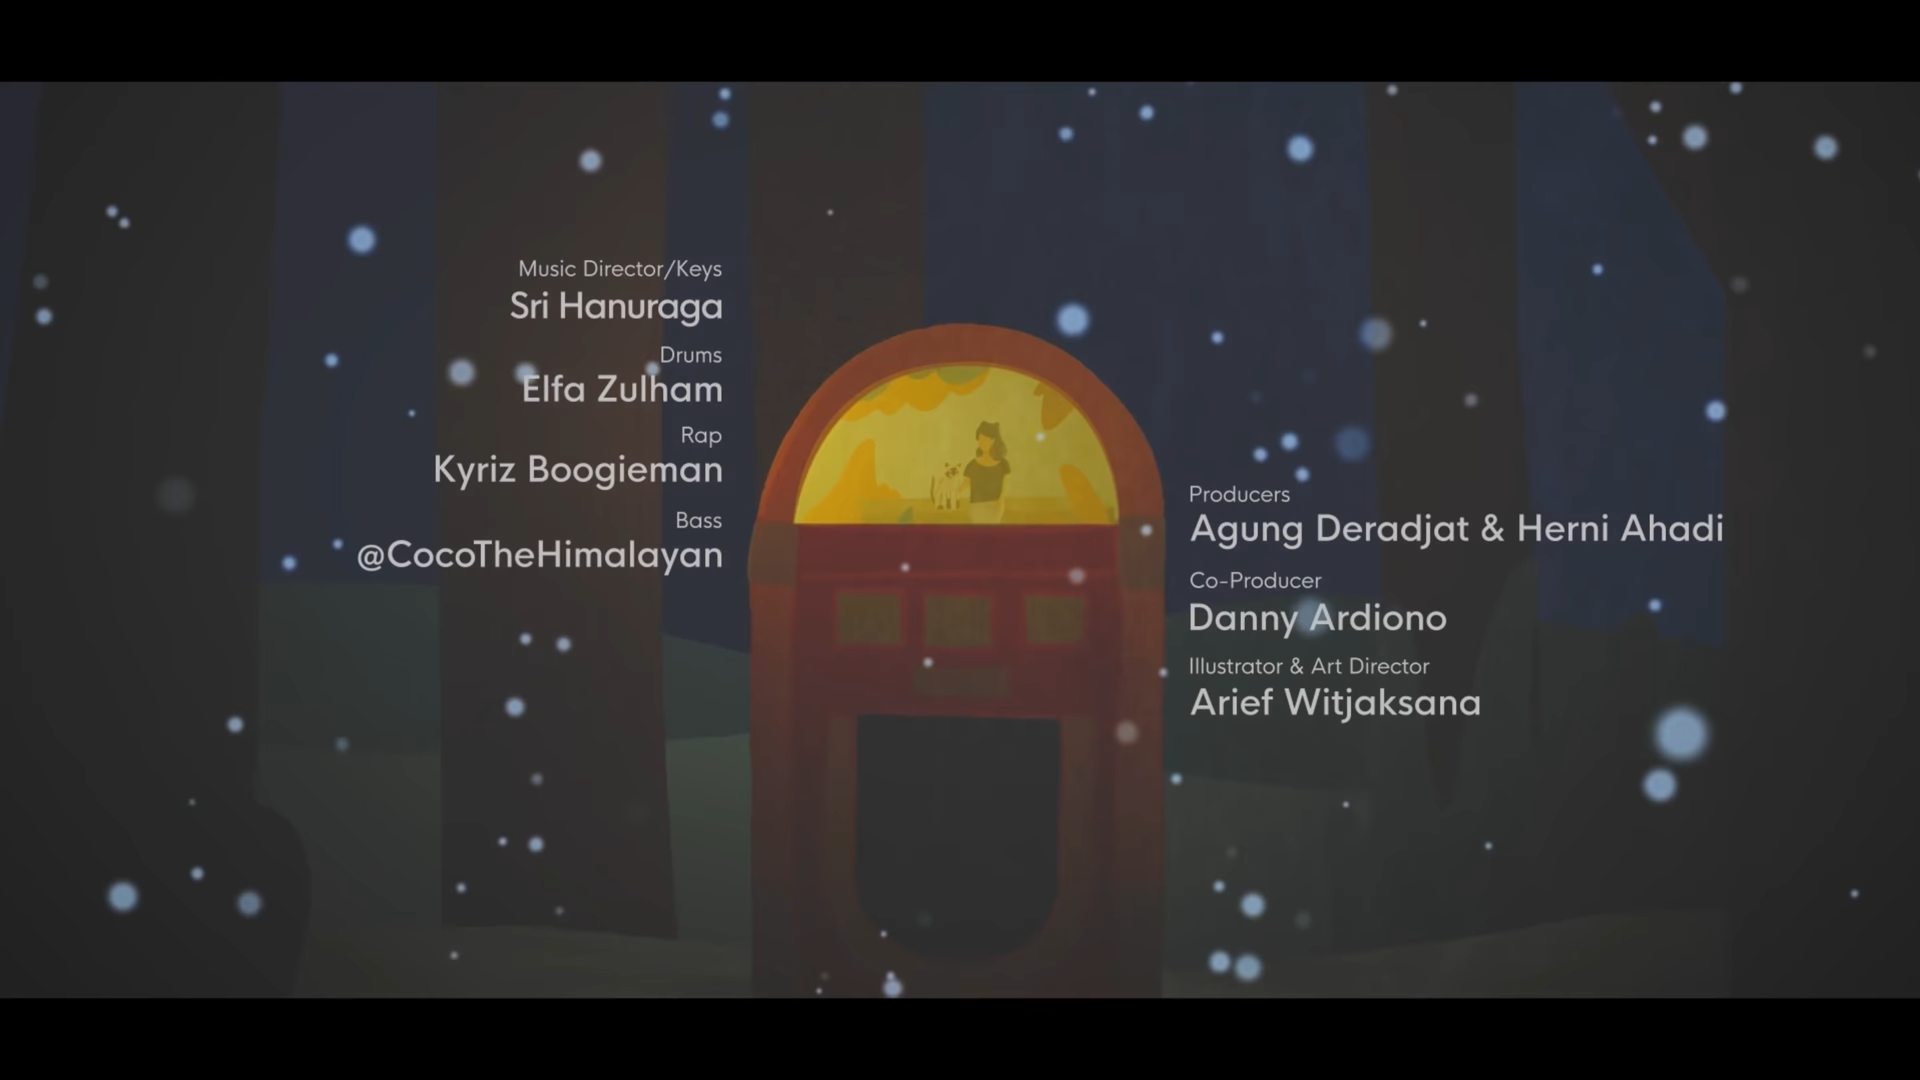 Music Director/Keys
Sri Hanuraga
Drums
Elfa Zulham
Rap
Kyriz Boogieman
Bass
@CocoTheHimalayan
Producers
Agung Deradjat & Herni Ahadi
Co-Producer
Danny Ardiono
Illustrator & Art Director
Arief Witjaksana